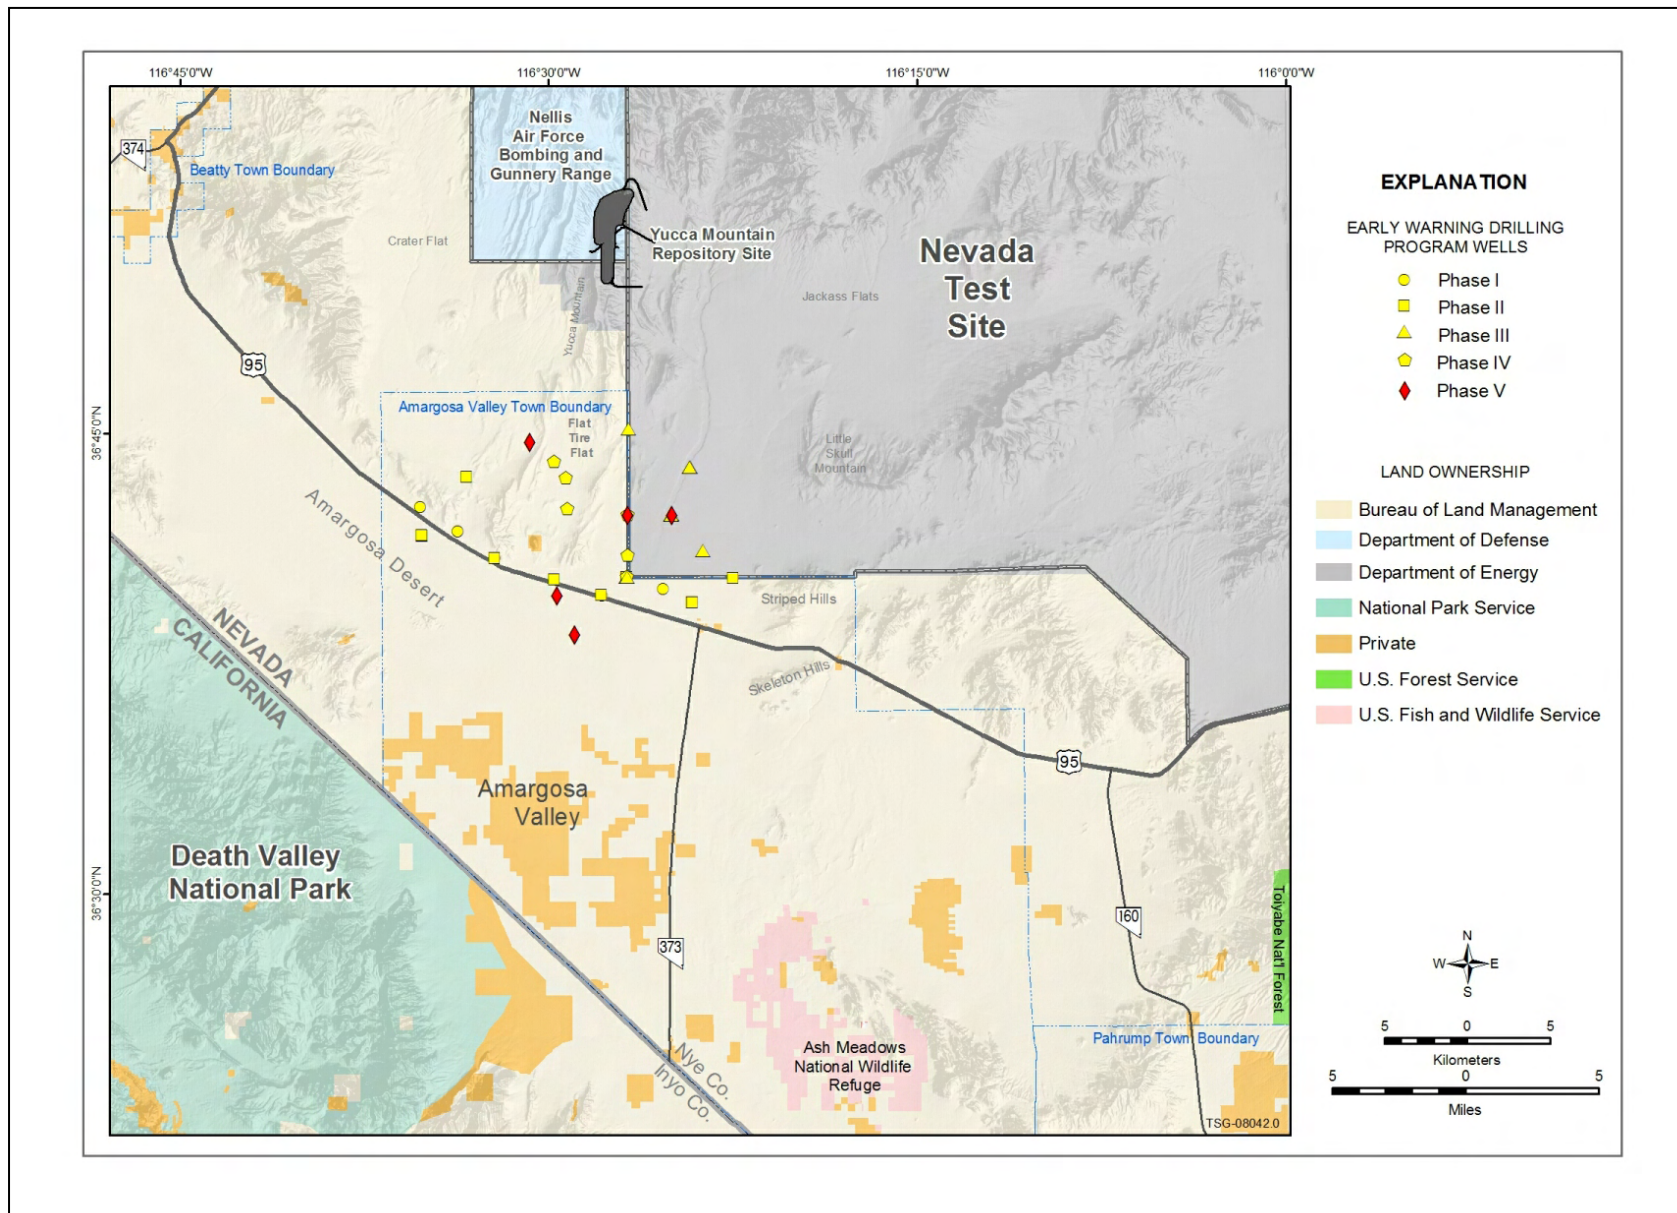 116°45'0"W
116°30'0"W
116°15'0"W
116°0'0"W
36°45'0"N
36°30'0"N
374
Beatty Town Boundary
Nellis
Air Force
Bombing and
Gunnery Range
Crater Flat
Yucca Mountain
Repository Site
Nevada
Test
Site
Jackass Flats
Yucca Mountain
95
Amargosa Valley Town Boundary
Flat
Tire
Flat
Little
Skull
Mountain
Amargosa Desert
Striped Hills
NEVADA
CALIFORNIA
Skeleton Hills
95
Amargosa
Valley
Death Valley
National Park
373
160
Toiyabe Nat'l Forest
Ash Meadows
National Wildlife
Refuge
Pahrump Town Boundary
Nye Co.
Inyo Co.
TSG-08042.0
EXPLANATION
EARLY WARNING DRILLING
PROGRAM WELLS
Phase I
Phase II
Phase III
Phase IV
Phase V
LAND OWNERSHIP
Bureau of Land Management
Department of Defense
Department of Energy
National Park Service
Private
U.S. Forest Service
U.S. Fish and Wildlife Service
N
W E
S
5 0 5
Kilometers
5 0 5
Miles